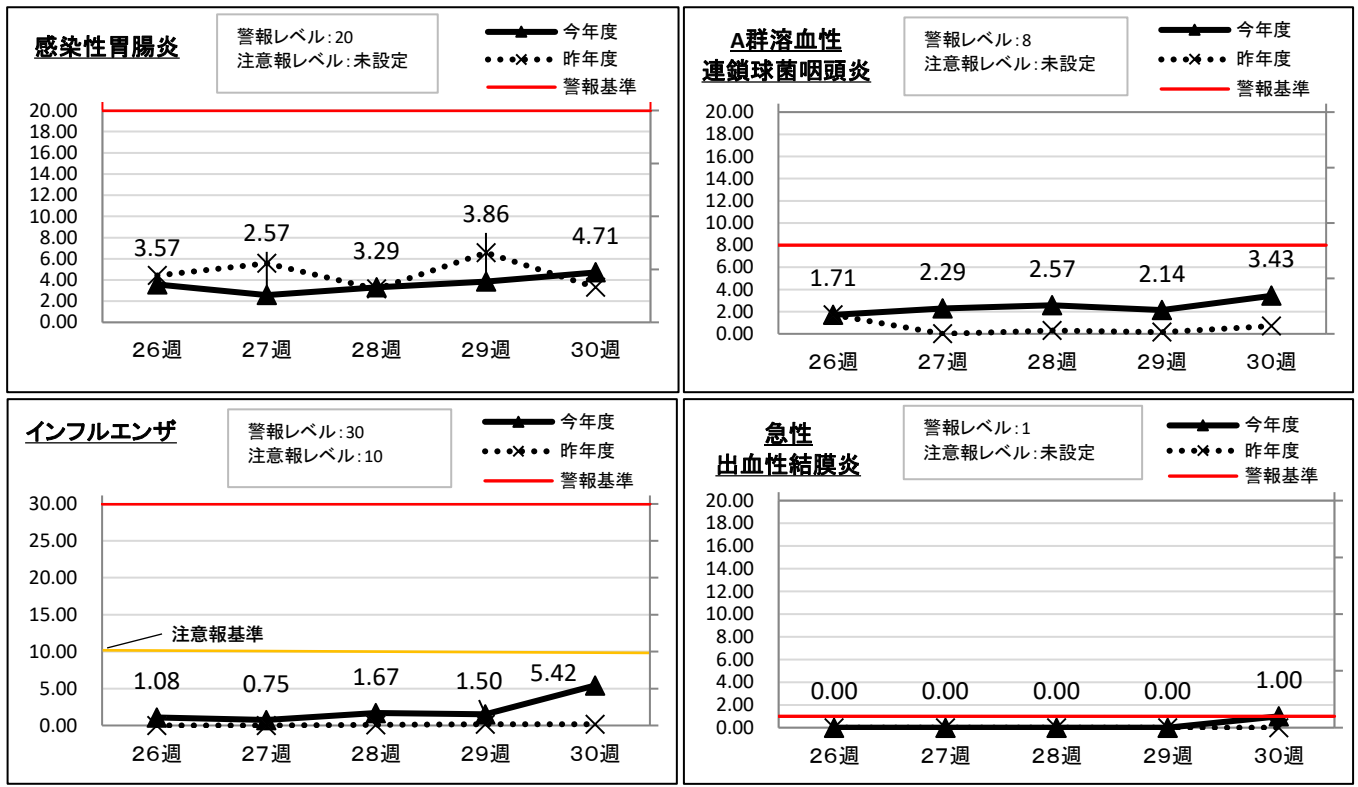 感染性胃腸炎
警報レベル:20
注意報レベル:未設定
今年度
昨年度
警報基準
20.00
18.00
16.00
14.00
12.00
10.00
8.00
6.00
4.00
2.00
0.00
3.57
2.57
3.29
3.86
4.71
26週
27週
28週
29週
30週
A群溶血性
連鎖球菌咽頭炎
警報レベル:8
注意報レベル:未設定
今年度
昨年度
警報基準
20.00
18.00
16.00
14.00
12.00
10.00
8.00
6.00
4.00
2.00
0.00
1.71
2.29
2.57
2.14
3.43
26週
27週
28週
29週
30週
インフルエンザ
警報レベル:30
注意報レベル:10
今年度
昨年度
警報基準
30.00
25.00
20.00
15.00
10.00
5.00
0.00
注意報基準
1.08
0.75
1.67
1.50
5.42
26週
27週
28週
29週
30週
急性
出血性結膜炎
警報レベル:1
注意報レベル:未設定
今年度
昨年度
警報基準
20.00
18.00
16.00
14.00
12.00
10.00
8.00
6.00
4.00
2.00
0.00
0.00
0.00
0.00
0.00
1.00
26週
27週
28週
29週
30週